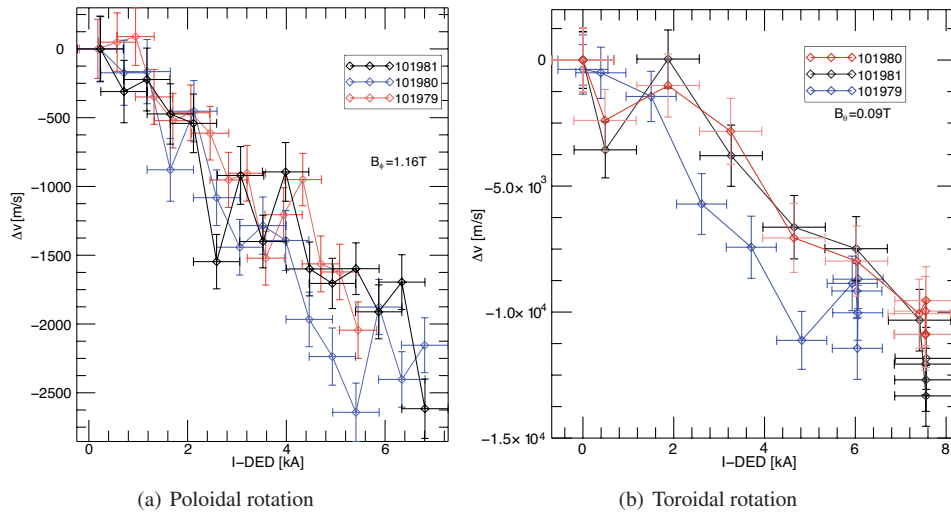 0
−500
−1000
−1500
−2000
−2500
Δv [m/s]
0 2 4 6
I−DED [kA]
101981
101980
101979
Bɸ=1.16T
(a) Poloidal rotation
0
−5.0× 10³
−1.0× 10⁴
−1.5× 10⁴
Δv [m/s]
0 2 4 6 8
I−DED [kA]
101980
101981
101979
Bθ=0.09T
(b) Toroidal rotation